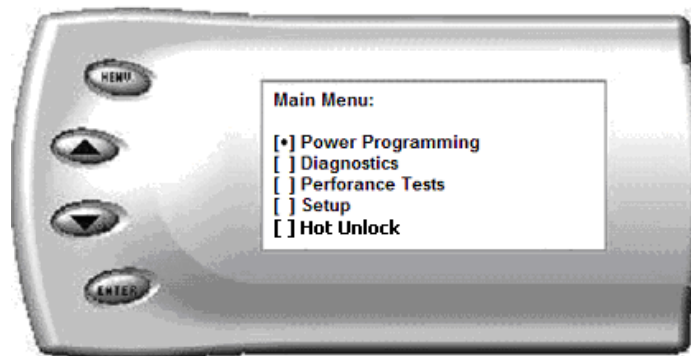 MENU
Main Menu:
[•] Power Programming
[ ] Diagnostics
[ ] Perforance Tests
[ ] Setup
[ ] Hot Unlock
ENTER